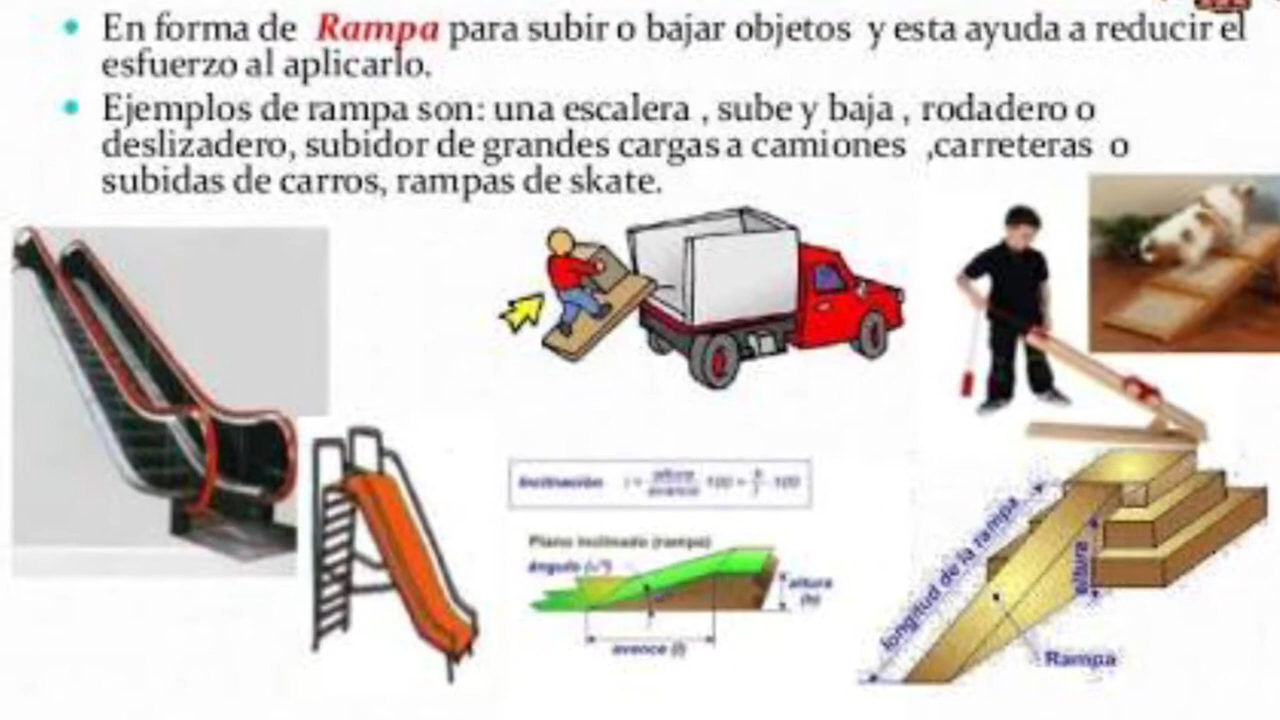 En forma de Rampa para subir o bajar objetos y esta ayuda a reducir el
esfuerzo al aplicarlo.
Ejemplos de rampa son: una escalera , sube y baja , rodadero o
deslizadero, subidor de grandes cargas a camiones ,carreteras o
subidas de carros, rampas de skate.
Inclinación
Plano inclinado (rampa)
ángulo
altura
(h)
avance (l)
longitud de la rampa
altura
Rampa